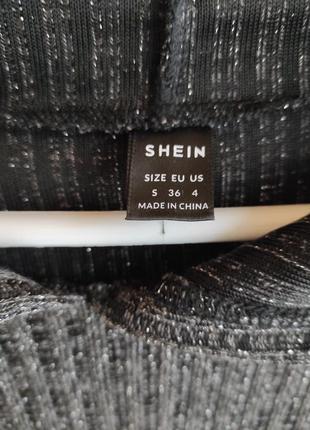 SHEIN
SIZE EU US
S 36 4
MADE IN CHINA